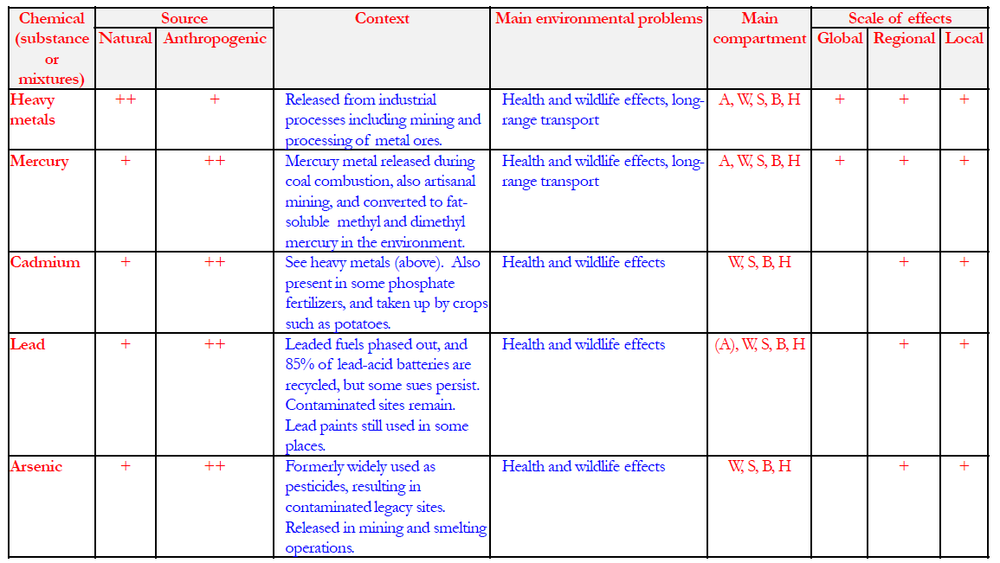 Chemical
(substance
or
mixtures)
Source
Context
Main environmental problems
Main
compartment
Scale of effects
Natural
Anthropogenic
Global
Regional
Local
Heavy
metals
++
+
Released from industrial
processes including mining and
processing of metal ores.
Health and wildlife effects, long-
range transport
A, W, S, B, H
+
+
+
Mercury
+
++
Mercury metal released during
coal combustion, also artisanal
mining, and converted to fat-
soluble methyl and dimethyl
mercury in the environment.
Health and wildlife effects, long-
range transport
A, W, S, B, H
+
+
+
Cadmium
+
++
See heavy metals (above). Also
present in some phosphate
fertilizers, and taken up by crops
such as potatoes.
Health and wildlife effects
W, S, B, H
+
+
Lead
+
++
Leaded fuels phased out, and
85% of lead-acid batteries are
recycled, but some sues persist.
Contaminated sites remain.
Lead paints still used in some
places.
Health and wildlife effects
(A), W, S, B, H
+
+
Arsenic
+
++
Formerly widely used as
pesticides, resulting in
contaminated legacy sites.
Released in mining and smelting
operations.
Health and wildlife effects
W, S, B, H
+
+